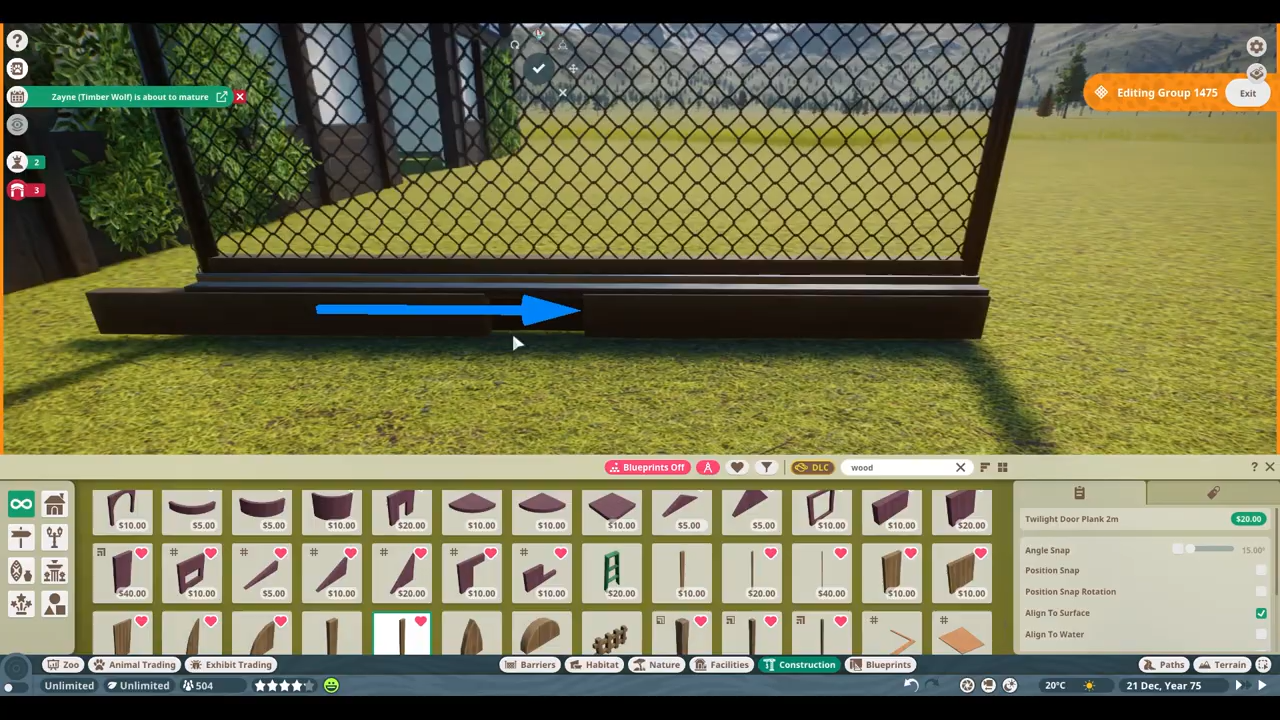 Zayne (Timber Wolf) is about to mature
Editing Group 1475
Exit
2
3
Blueprints Off
DLC
wood
$10.00 $5.00 $10.00 $10.00 $20.00 $10.00 $10.00 $10.00 $5.00 $5.00 $10.00 $10.00 $20.00
$40.00 $10.00 $5.00 $10.00 $20.00 $10.00 $10.00 $20.00 $10.00 $20.00 $40.00 $10.00 $10.00
Twilight Door Plank 2m
$20.00
Angle Snap
15.00°
Position Snap
Position Snap Rotation
Align To Surface
Align To Water
Zoo
Animal Trading
Exhibit Trading
Barriers
Habitat
Nature
Facilities
Construction
Blueprints
Paths
Terrain
Unlimited
Unlimited
504
20°C
21 Dec, Year 75